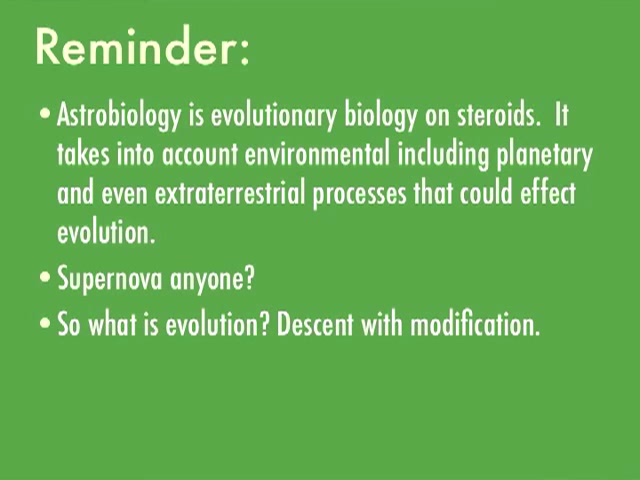 Reminder:
•Astrobiology is evolutionary biology on steroids.  It
takes into account environmental including planetary
and even extraterrestrial processes that could effect
evolution.
•Supernova anyone?
•So what is evolution? Descent with modification.